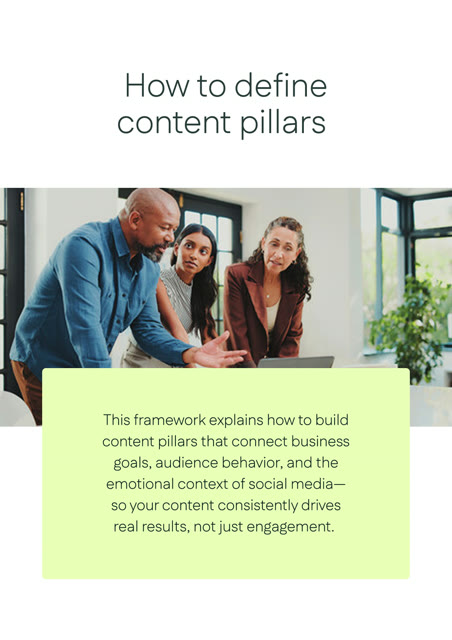 How to define
content pillars
This framework explains how to build
content pillars that connect business
goals, audience behavior, and the
emotional context of social media—
so your content consistently drives
real results, not just engagement.